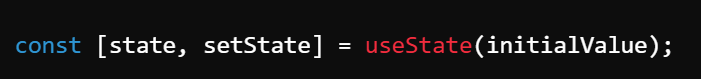 const [state, setState] = useState(initialValue);